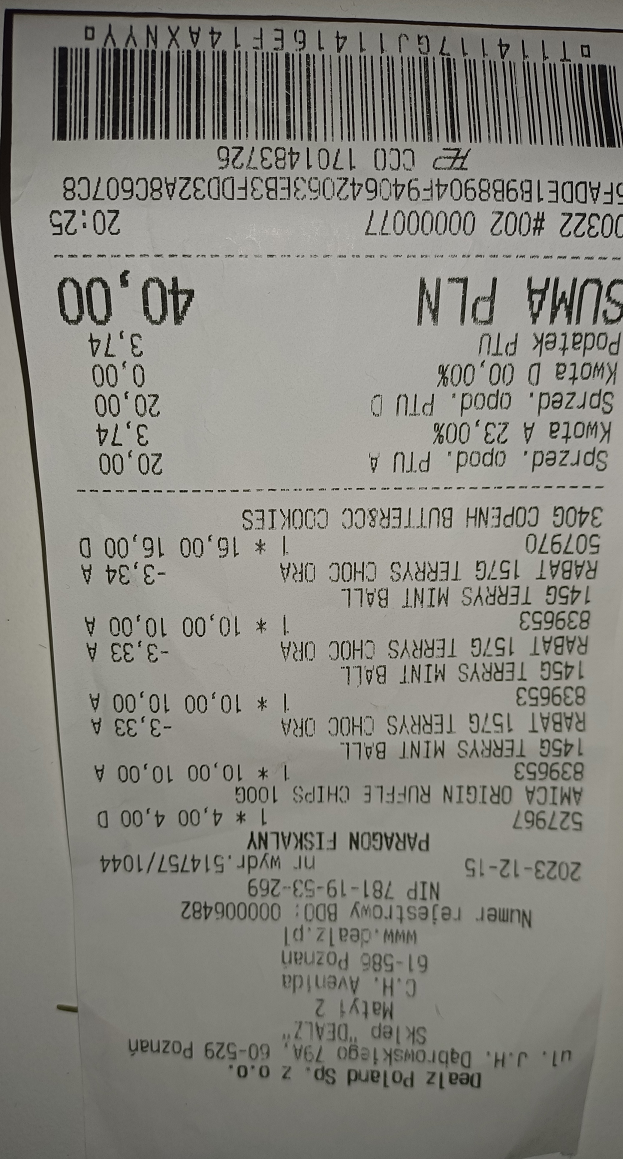 Dealz Poland Sp. z o.o.
ul. J.H. Dąbrowskiego 79A, 60-529 Poznań
Sklep "DEALZ"
Matyi 2
C.H. Avenida
61-586 Poznań
www.dealz.pl
Numer rejestrowy BDO: 000006482
NIP 781-19-53-269
2023-12-15 nr wydr.514757/1044
PARAGON FISKALNY
527967 1 * 4,00 4,00 D
AMICA ORIGIN RUFFLE CHIPS 100G
839653 1 * 10,00 10,00 A
145G TERRYS MINT BALL
RABAT 157G TERRYS CHOC ORA -3,33 A
839653 1 * 10,00 10,00 A
145G TERRYS MINT BALL
RABAT 157G TERRYS CHOC ORA -3,33 A
839653 1 * 10,00 10,00 A
145G TERRYS MINT BALL
RABAT 157G TERRYS CHOC ORA -3,34 A
507970 1 * 16,00 16,00 D
340G COPENH BUTTER&CC COOKIES
Sprzed. opod. PTU A 20,00
Kwota A 23,00% 3,74
Sprzed. opod. PTU D 20,00
Kwota D 00,00% 0,00
Podatek PTU 3,74
SUMA PLN 40,00
00322 #002 0000077 20:25
5FADDE1B9B8904F940642053EB3FDD32A8C607C8
CCO 1701483726
T114117GJ11416EF14AXNYY